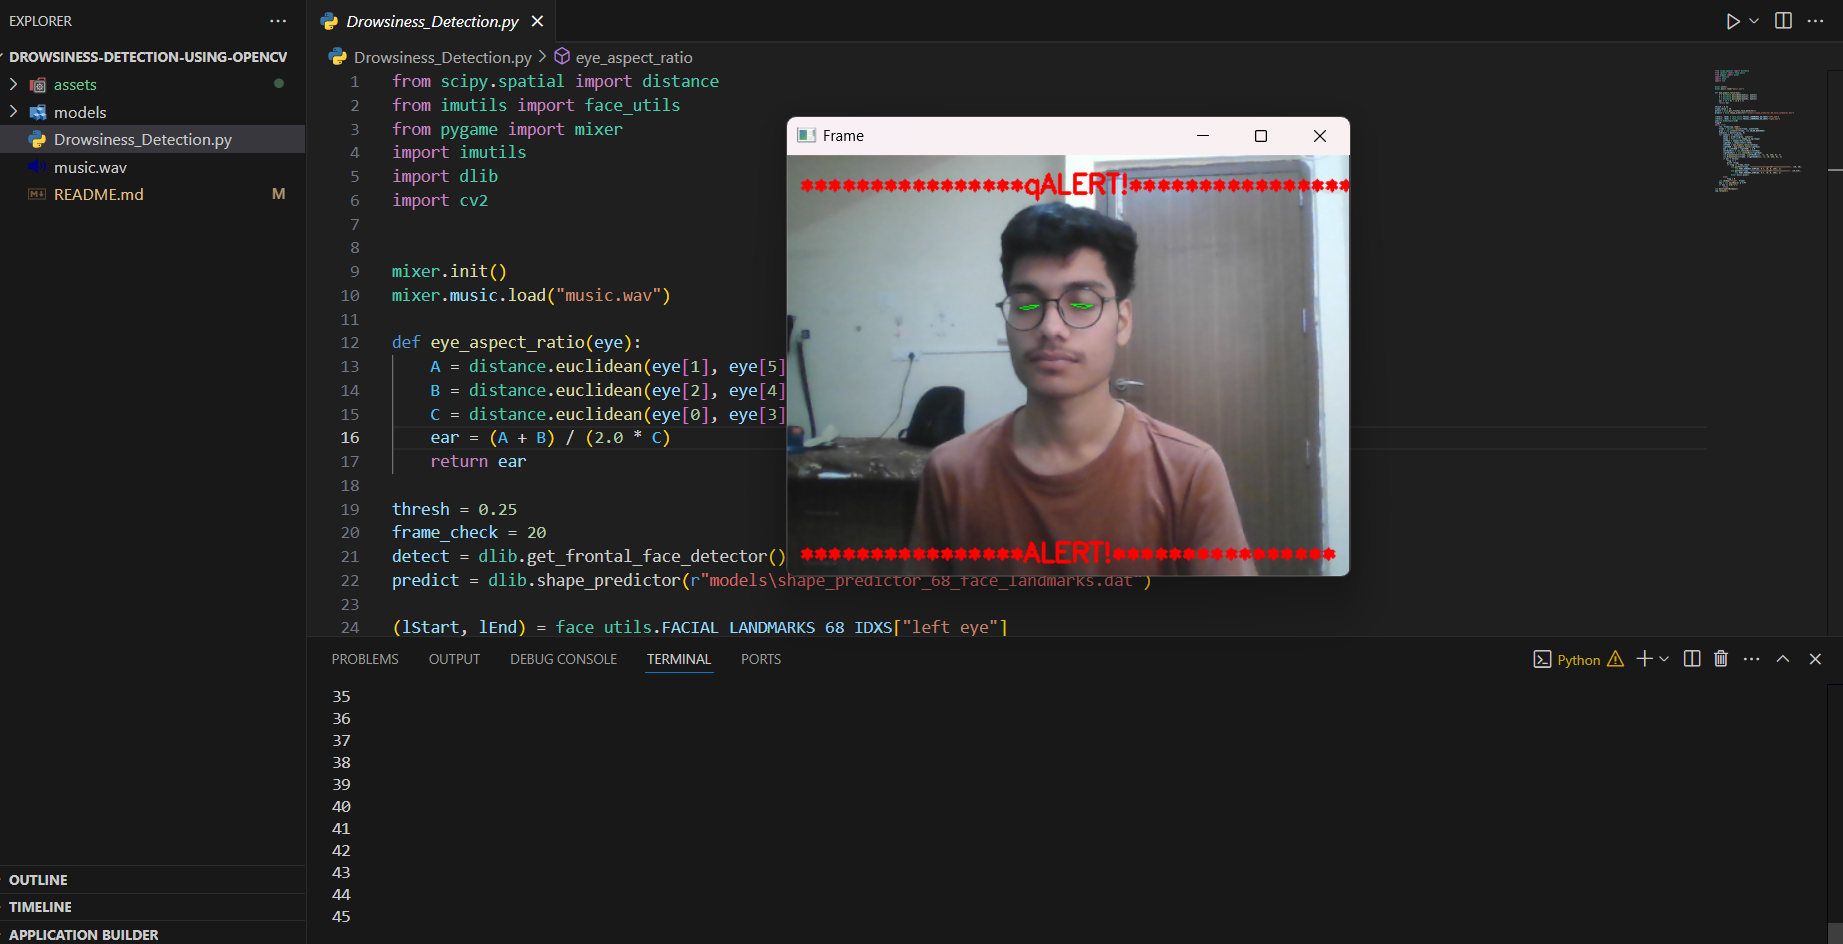 EXPLORER
DROWSINESS-DETECTION-USING-OPENCV
assets
models
Drowsiness_Detection.py
music.wav
README.md M
OUTLINE
TIMELINE
APPLICATION BUILDER
Drowsiness_Detection.py
Drowsiness_Detection.py > eye_aspect_ratio
1 from scipy.spatial import distance
2 from imutils import face_utils
3 from pygame import mixer
4 import imutils
5 import dlib
6 import cv2
7
8
9 mixer.init()
10 mixer.music.load("music.wav")
11
12 def eye_aspect_ratio(eye):
13 A = distance.euclidean(eye[1], eye[5]
14 B = distance.euclidean(eye[2], eye[4]
15 C = distance.euclidean(eye[0], eye[3]
16 ear = (A + B) / (2.0 * C)
17 return ear
18
19 thresh = 0.25
20 frame_check = 20
21 detect = dlib.get_frontal_face_detector()
22 predict = dlib.shape_predictor(r"models\shape_predictor_68_face_landmarks.dat")
23
24 (lStart, lEnd) = face_utils.FACIAL_LANDMARKS_68_IDXS["left_eye"]
Frame
****************qALERT!****************
****************ALERT!****************
PROBLEMS OUTPUT DEBUG CONSOLE TERMINAL PORTS
Python
35
36
37
38
39
40
41
42
43
44
45